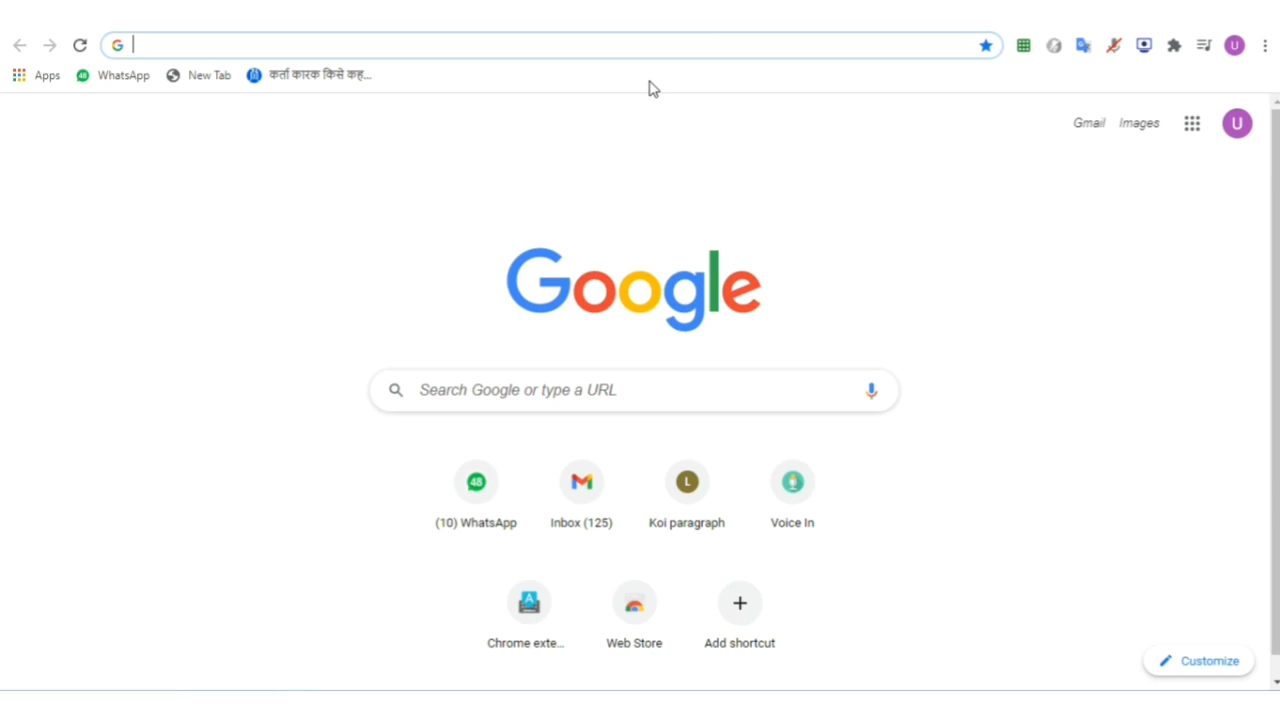 Apps WhatsApp New Tab कर्ता कारक किसे कह...
Gmail Images U
Google
Search Google or type a URL
48 L
(10) WhatsApp Inbox (125) Koi paragraph Voice In
Chrome exte... Web Store Add shortcut
Customize